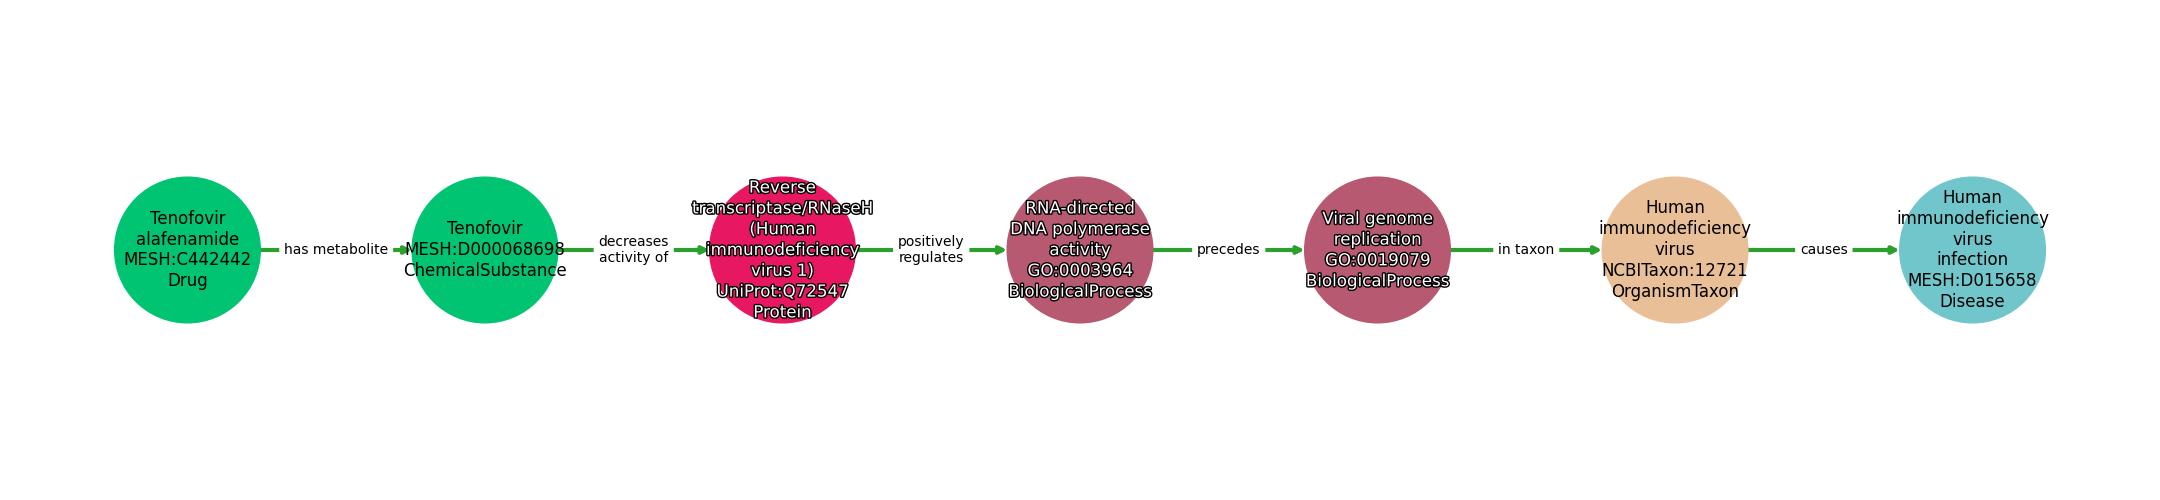 Tenofovir
alafenamide
MESH:C442442
Drug
has metabolite
Tenofovir
MESH:D000068698
ChemicalSubstance
decreases
activity of
Reverse
transcriptase/RNaseH
(Human
immunodeficiency
virus 1)
UniProt:Q72547
Protein
positively
regulates
RNA-directed
DNA polymerase
activity
GO:0003964
BiologicalProcess
precedes
Viral genome
replication
GO:0019079
BiologicalProcess
in taxon
Human
immunodeficiency
virus
NCBITaxon:12721
OrganismTaxon
causes
Human
immunodeficiency
virus
infection
MESH:D015658
Disease